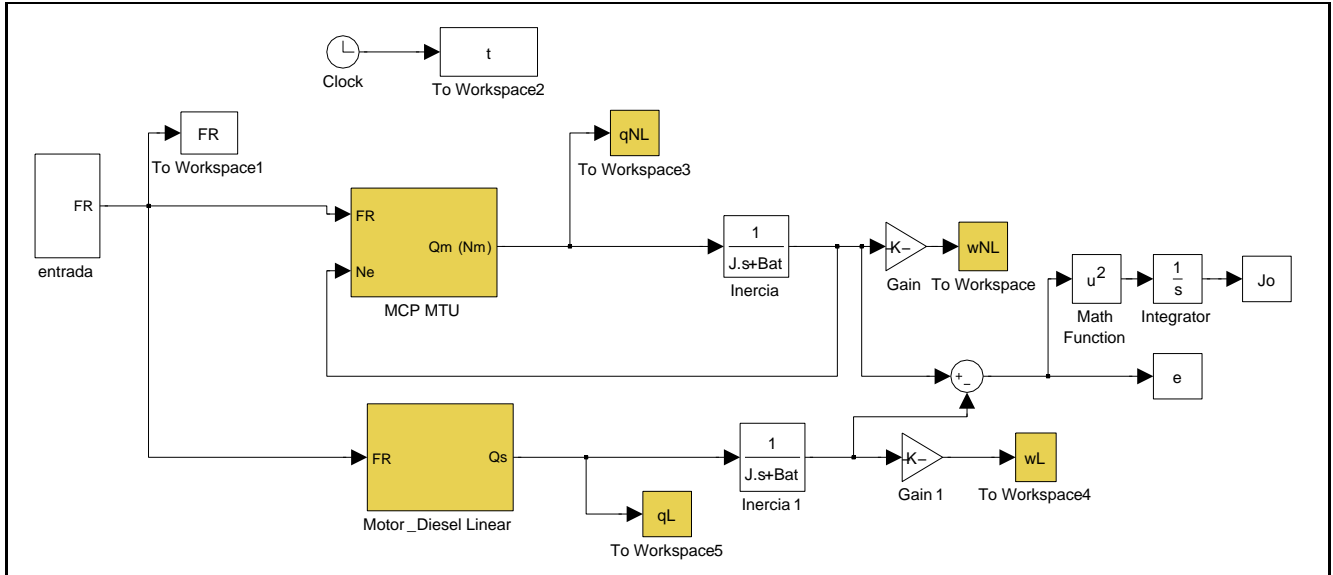 t
Clock
To Workspace2
FR
To Workspace1
qNL
To Workspace3
FR
entrada
FR
Qm (Nm)
Ne
MCP MTU
1
J.s+Bat
Inercia
-K-
Gain
wNL
To Workspace
u2
Math
Function
1
s
Integrator
Jo
+
-
e
FR
Qs
Motor_Diesel Linear
1
J.s+Bat
Inercia 1
-K-
Gain 1
wL
To Workspace4
qL
To Workspace5